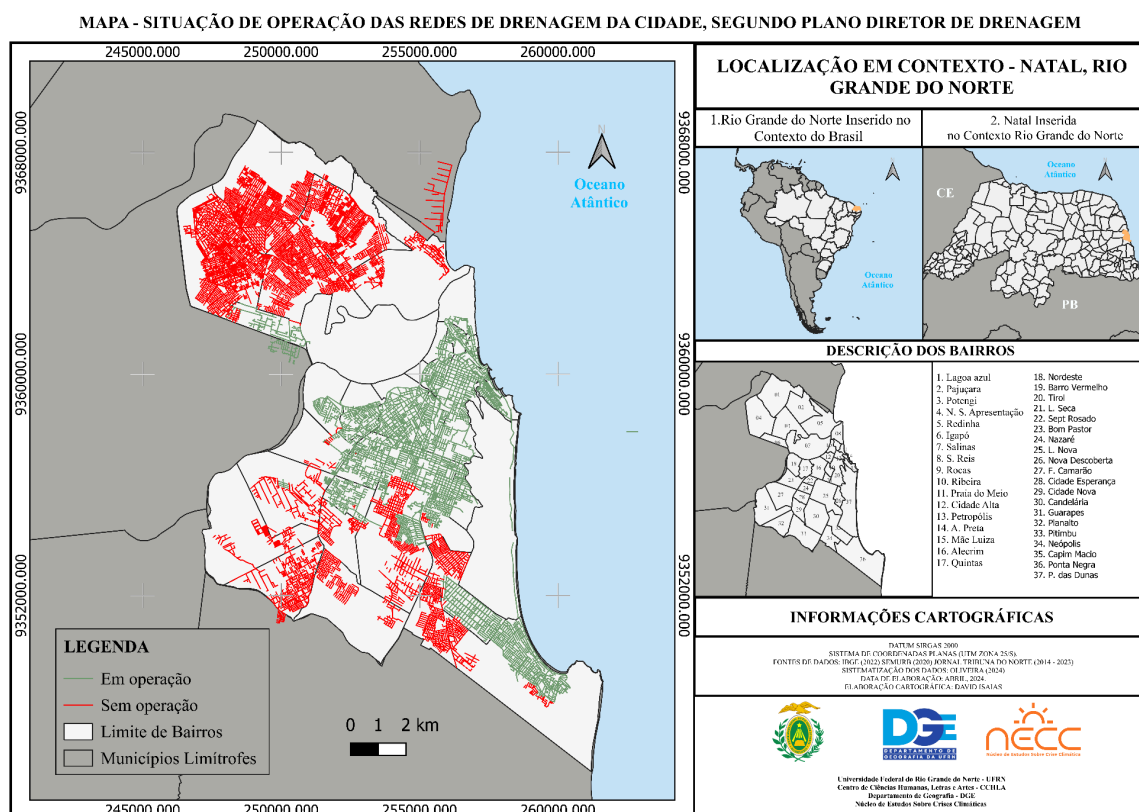 MAPA - SITUAÇÃO DE OPERAÇÃO DAS REDES DE DRENAGEM DA CIDADE, SEGUNDO PLANO DIRETOR DE DRENAGEM
245000.000 250000.000 255000.000 260000.000
9368000.000
9360000.000
9352000.000
9368000.000
9360000.000
9352000.000
N
Oceano
Atântico
LEGENDA
Em operação
Sem operação
Limite de Bairros
Municípios Limítrofes
0 1 2 km
245000.000 250000.000 255000.000 260000.000
LOCALIZAÇÃO EM CONTEXTO - NATAL, RIO
GRANDE DO NORTE
1.Rio Grande do Norte Inserido no
Contexto do Brasil
Oceano
Atântico
2. Natal Inserida
no Contexto Rio Grande do Norte
Oceano
Atântico
CE
PB
DESCRIÇÃO DOS BAIRROS
1. Lagoa azul
2. Pajuçara
3. Potengi
4. N. S. Apresentação
5. Redinha
6. Igapó
7. Salinas
8. S. Reis
9. Rocas
10. Ribeira
11. Praia do Meio
12. Cidade Alta
13. Petropólis
14. A. Preta
15. Mãe Luiza
16. Alecrim
17. Quintas
18. Nordeste
19. Barro Vermelho
20. Tirol
21. L. Seca
22. Sept Rosado
23. Bom Pastor
24. Nazaré
25. L. Nova
26. Nova Descoberta
27. F. Camarão
28. Cidade Esperança
29. Cidade Nova
30. Candelária
31. Guarapes
32. Planalto
33. Pitimbu
34. Neópolis
35. Capim Macio
36. Ponta Negra
37. P. das Dunas
INFORMAÇÕES CARTOGRÁFICAS
DATUM SIRGAS 2000
SISTEMA DE COORDENADAS PLANAS (UTM ZONA 25/S).
FONTES DE DADOS: IBGE (2022) SEMURB (2020) JORNAL TRIBUNA DO NORTE (2014 - 2023)
SISTEMATIZAÇÃO DOS DADOS: OLIVEIRA (2024)
DATA DE ELABORAÇÃO: ABRIL, 2024.
ELABORAÇÃO CARTOGRÁFICA: DAVID ISAIAS
DGE
DEPARTAMENTO DE
GEOGRAFIA DA UFRN
necc
Núcleo de Estudos Sobre Crise Climática
Universidade Federal do Rio Grande do Norte - UFRN
Centro de Ciências Humanas, Letras e Artes - CCHLA
Departamento de Geografia - DGE
Núcleo de Estudos Sobre Crises Climáticas